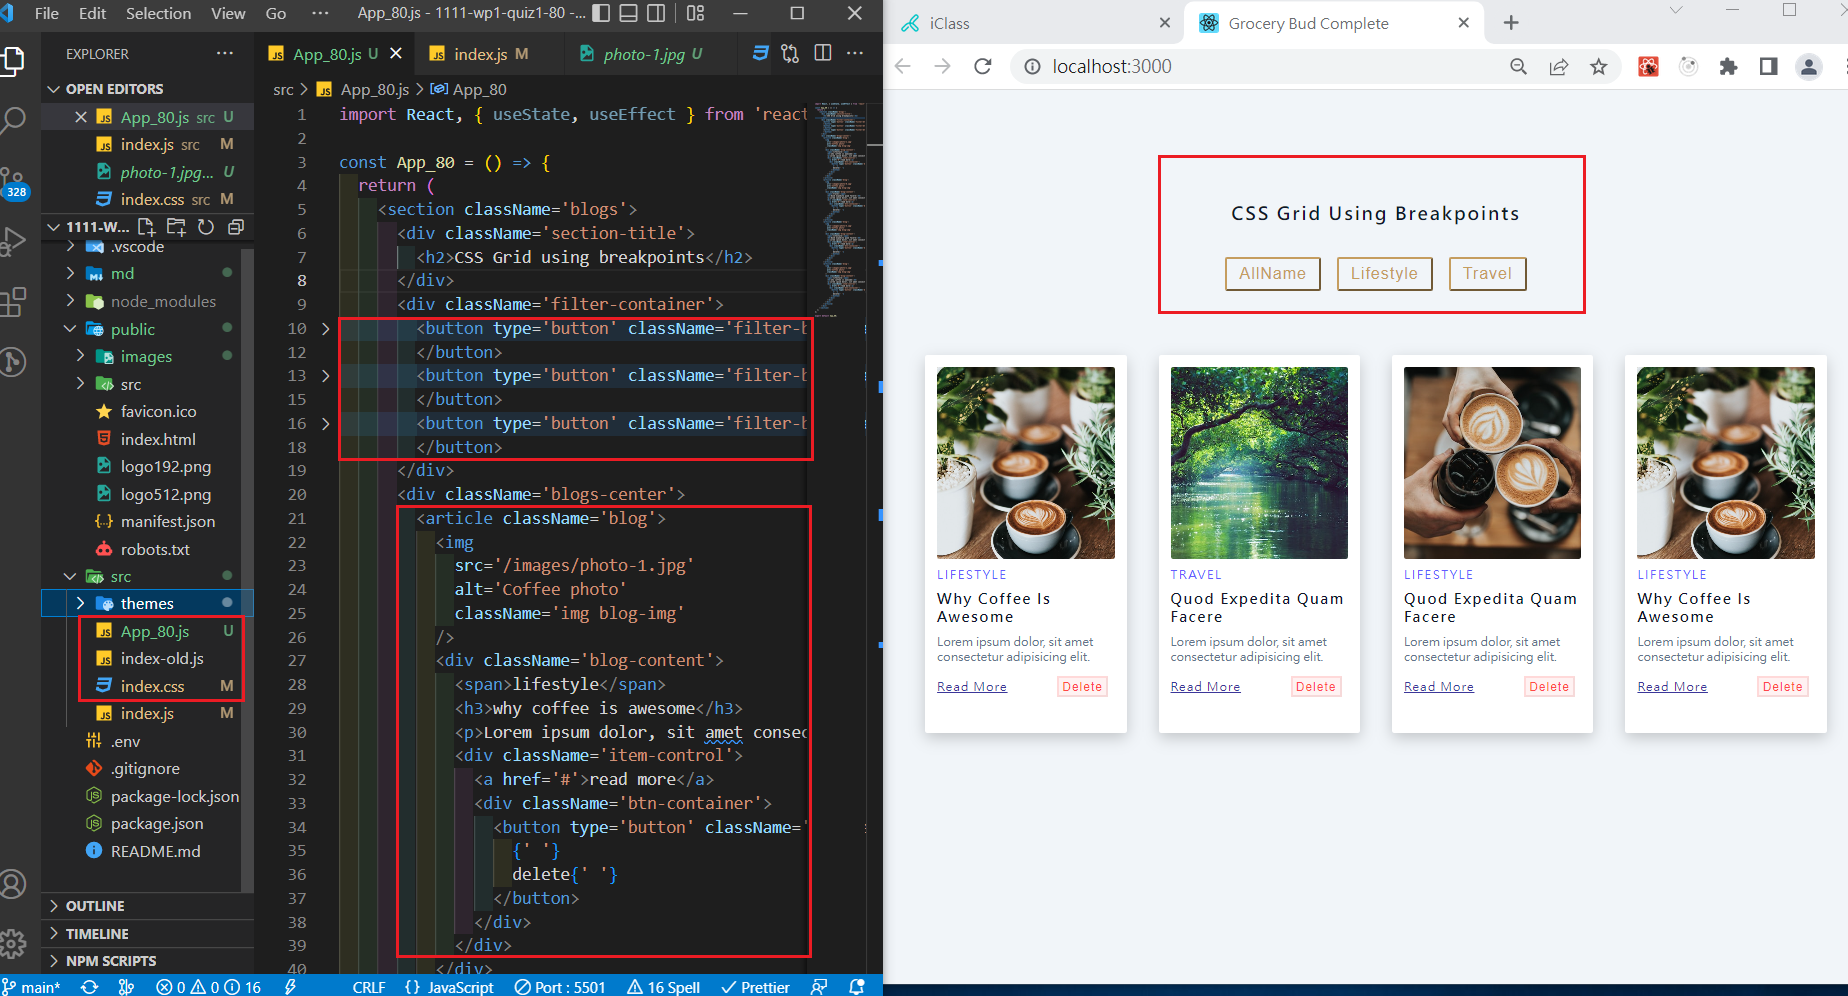 File Edit Selection View Go ··· App_80.js - 1111-wp1-quiz1-80 -...
EXPLORER ···
OPEN EDITORS
App_80.js src U
index.js src M
photo-1.jpg... U
index.css src M
1111-W...
.vscode
md
node_modules
public
images
src
favicon.ico
index.html
logo192.png
logo512.png
manifest.json
robots.txt
src
themes
App_80.js U
index-old.js
index.css M
index.js M
.env
.gitignore
package-lock.json
package.json
README.md
OUTLINE
TIMELINE
NPM SCRIPTS
328
App_80.js U
index.js M
photo-1.jpg U
src > App_80.js > App_80
1 import React, { useState, useEffect } from 'react
2
3 const App_80 = () => {
4 return (
5 <section className='blogs'>
6 <div className='section-title'>
7 <h2>CSS Grid using breakpoints</h2>
8 </div>
9 <div className='filter-container'>
10 <button type='button' className='filter-b
12 </button>
13 <button type='button' className='filter-b
15 </button>
16 <button type='button' className='filter-b
18 </button>
19 </div>
20 <div className='blogs-center'>
21 <article className='blog'>
22 <img
23 src='/images/photo-1.jpg'
24 alt='Coffee photo'
25 className='img blog-img'
26 />
27 <div className='blog-content'>
28 <span>lifestyle</span>
29 <h3>why coffee is awesome</h3>
30 <p>Lorem ipsum dolor, sit amet consec
31 <div className='item-control'>
32 <a href='#'>read more</a>
33 <div className='btn-container'>
34 <button type='button' className='
35 {' '}
36 delete{' '}
37 </button>
38 </div>
39 </div>
40 </div>
main* 0 0 16 CRLF {} JavaScript Port : 5501 16 Spell Prettier
iClass
Grocery Bud Complete
localhost:3000
CSS Grid Using Breakpoints
AllName Lifestyle Travel
LIFESTYLE
Why Coffee Is
Awesome
Lorem ipsum dolor, sit amet
consectetur adipisicing elit.
Read More Delete
TRAVEL
Quod Expedita Quam
Facere
Lorem ipsum dolor, sit amet
consectetur adipisicing elit.
Read More Delete
LIFESTYLE
Quod Expedita Quam
Facere
Lorem ipsum dolor, sit amet
consectetur adipisicing elit.
Read More Delete
LIFESTYLE
Why Coffee Is
Awesome
Lorem ipsum dolor, sit amet
consectetur adipisicing elit.
Read More Delete